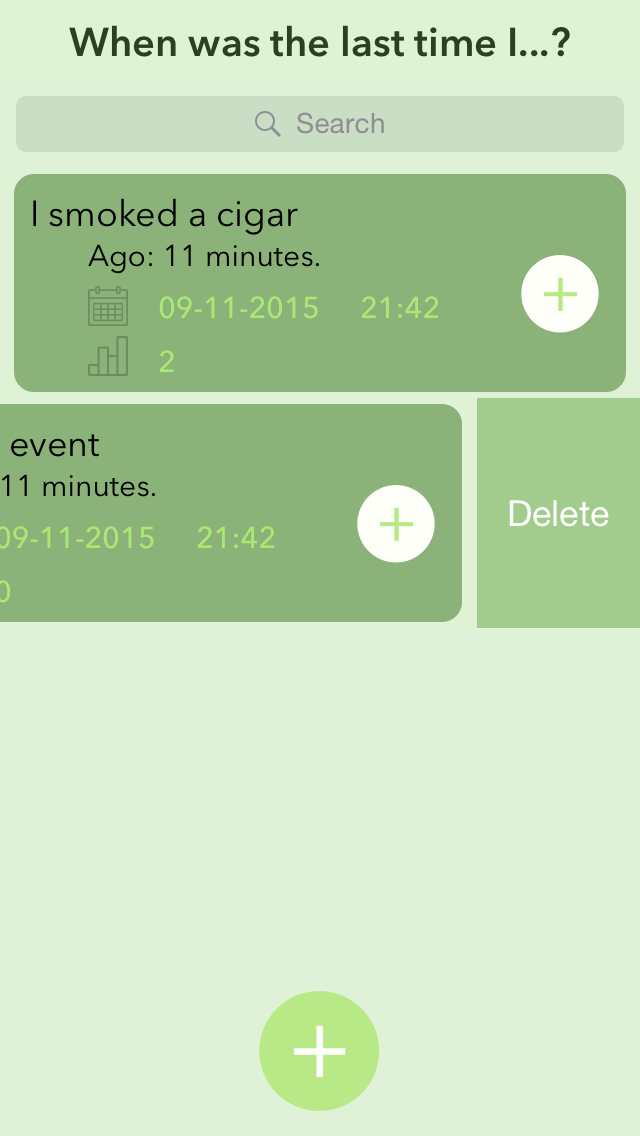 When was the last time I...?
Search
I smoked a cigar
Ago: 11 minutes.
09-11-2015 21:42
2
event
11 minutes.
09-11-2015 21:42
0
Delete